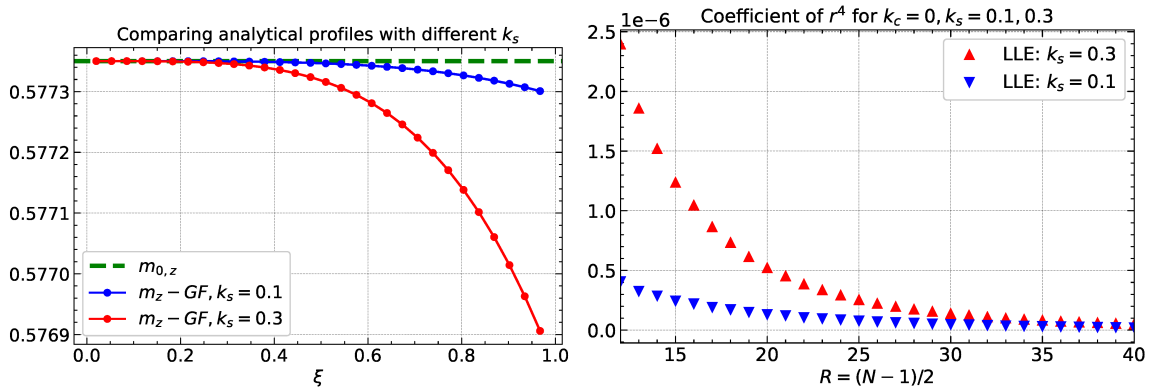 Comparing analytical profiles with different $k_s$
0.5773
0.5772
0.5771
0.5770
0.5769
0.0 0.2 0.4 0.6 0.8 1.0
ξ
$m_{0,z}$
$m_z - GF, k_s = 0.1$
$m_z - GF, k_s = 0.3$
Coefficient of $r^4$ for $k_c = 0, k_s = 0.1, 0.3$
1e−6
2.5
2.0
1.5
1.0
0.5
0.0
15 20 25 30 35 40
$R = (N − 1)/2$
LLE: $k_s = 0.3$
LLE: $k_s = 0.1$